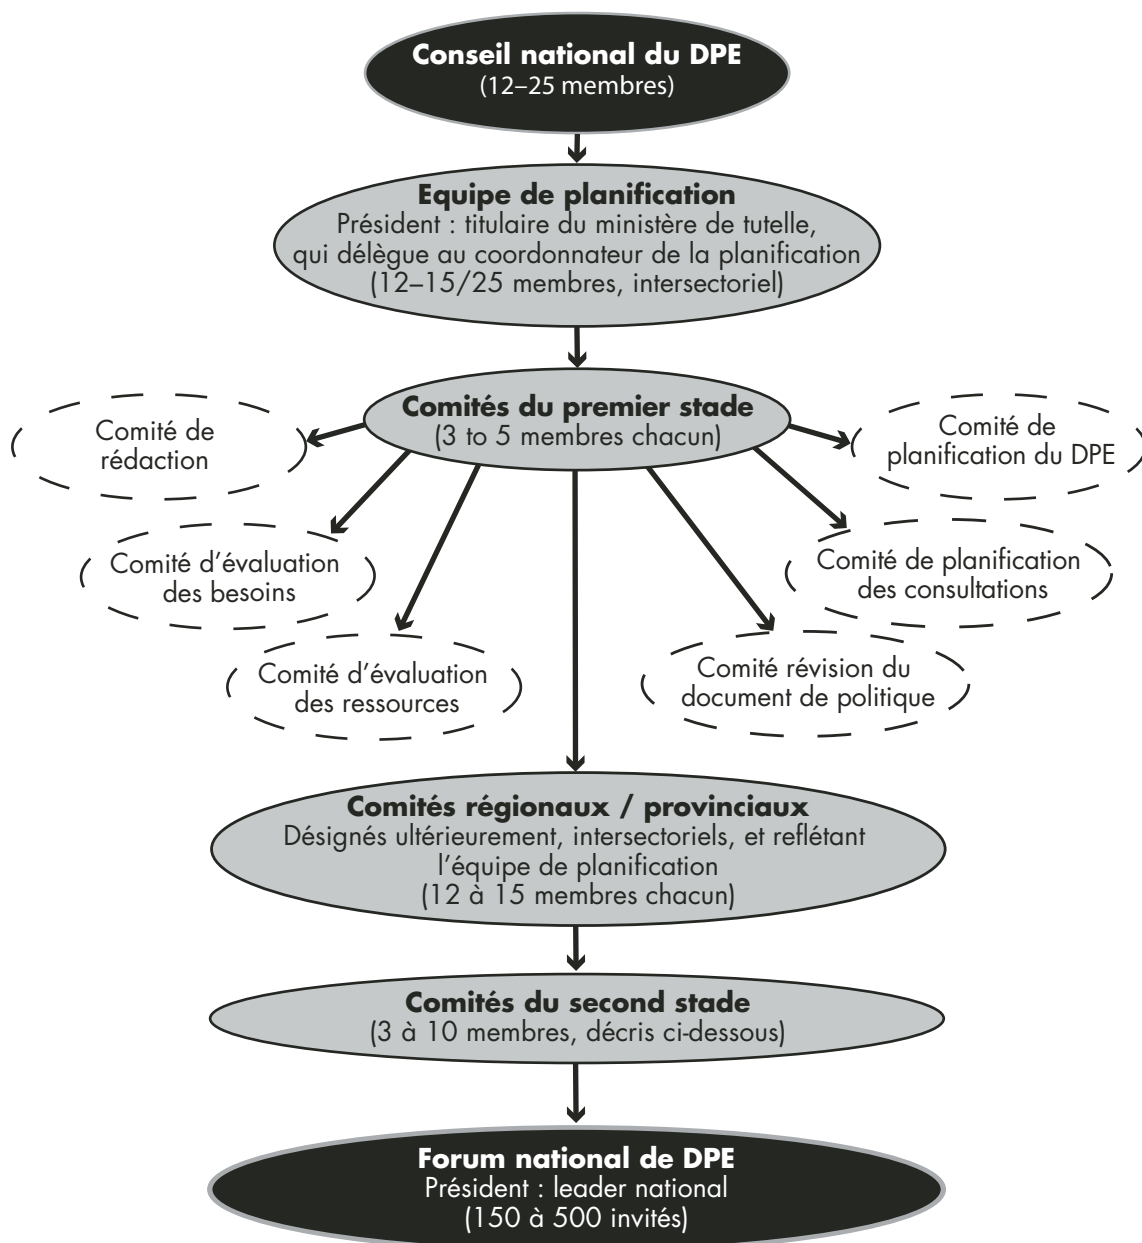 Conseil national du DPE
(12–25 membres)
Equipe de planification
Président : titulaire du ministère de tutelle,
qui délègue au coordonnateur de la planification
(12–15/25 membres, intersectoriel)
Comités du premier stade
(3 to 5 membres chacun)
Comité de
rédaction
Comité de
planification du DPE
Comité d'évaluation
des besoins
Comité de planification
des consultations
Comité d'évaluation
des ressources
Comité révision du
document de politique
Comités régionaux / provinciaux
Désignés ultérieurement, intersectoriels, et reflétant
l'équipe de planification
(12 à 15 membres chacun)
Comités du second stade
(3 à 10 membres, décris ci-dessous)
Forum national de DPE
Président : leader national
(150 à 500 invités)